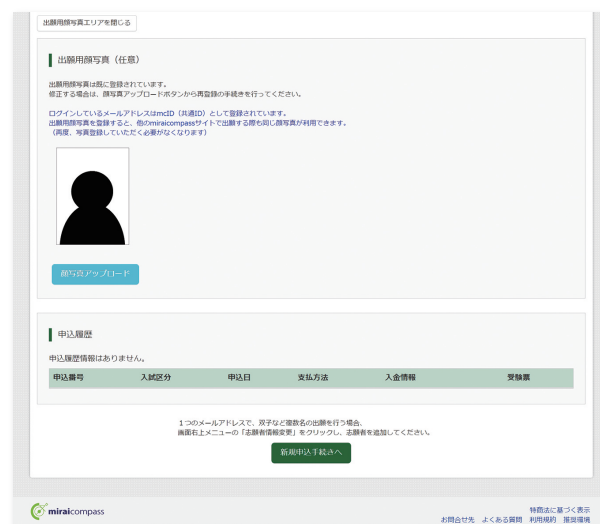 出願用顔写真エリアを閉じる
出願用顔写真（任意）
出願用顔写真は既に登録されています。
修正する場合は、顔写真アップロードボタンから再登録の手続きを行ってください。
ログインしているメールアドレスはmcID（共通ID）として登録されています。
出願用顔写真を登録すると、他のmiraicompassサイトで出願する際も同じ顔写真が利用できます。
（再度、写真登録していただく必要がなくなります）
顔写真アップロード
申込履歴
申込履歴情報はありません。
申込番号 入試区分 申込日 支払方法 入金情報 受験票
１つのメールアドレスで、双子など複数名の出願を行う場合、
画面右上メニューの「志願者情報変更」をクリックし、志願者を追加してください。
新規申込手続きへ
miraicompass
特商法に基づく表示
お問合せ先 よくある質問 利用規約 推奨環境